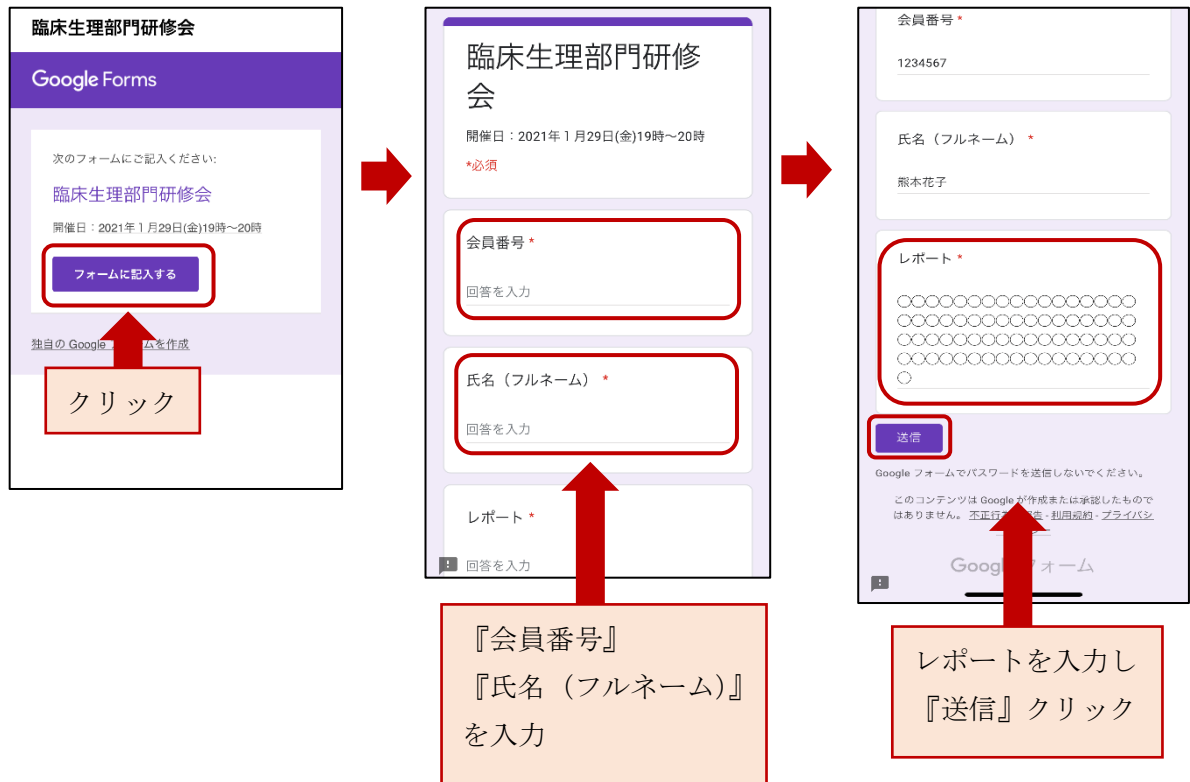 臨床生理部門研修会
Google Forms
次のフォームにご記入ください:
臨床生理部門研修会
開催日：2021年1月29日(金)19時～20時
フォームに記入する
独自の Google
ムを作成
クリック
臨床生理部門研修
会
開催日：2021年1月29日(金)19時～20時
*必須
会員番号 *
回答を入力
氏名（フルネーム） *
回答を入力
レポート *
回答を入力
『会員番号』
『氏名（フルネーム)』
を入力
会員番号 *
1234567
氏名（フルネーム） *
熊本花子
レポート *
◯◯◯◯◯◯◯◯◯◯◯◯◯◯◯◯◯
◯◯◯◯◯◯◯◯◯◯◯◯◯◯◯◯◯
◯◯◯◯◯◯◯◯◯◯◯◯◯◯◯◯◯
◯◯◯◯◯◯◯◯◯◯◯◯◯◯◯◯◯
◯
送信
Google フォームでパスワードを送信しないでください。
このコンテンツは Google が作成または承認したもので
はありません。 不正行 告 - 利用規約 - プライバシ
Goog フォーム
レポートを入力し
『送信』クリック